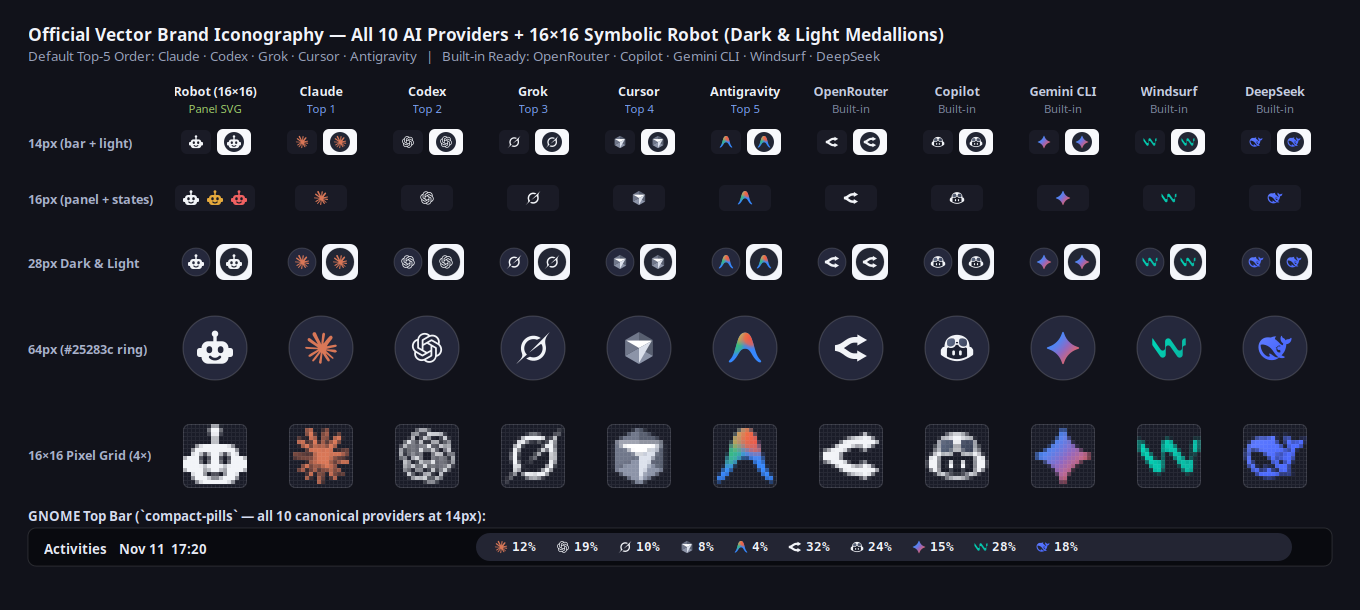 Official Vector Brand Iconography — All 10 AI Providers + 16×16 Symbolic Robot (Dark & Light Medallions)
Default Top-5 Order: Claude · Codex · Grok · Cursor · Antigravity | Built-in Ready: OpenRouter · Copilot · Gemini CLI · Windsurf · DeepSeek
Robot (16×16) Claude Codex Grok Cursor Antigravity OpenRouter Copilot Gemini CLI Windsurf DeepSeek
Panel SVG Top 1 Top 2 Top 3 Top 4 Top 5 Built-in Built-in Built-in Built-in Built-in
14px (bar + light)
16px (panel + states)
28px Dark & Light
64px (#25283c ring)
16×16 Pixel Grid (4×)
GNOME Top Bar (`compact-pills` — all 10 canonical providers at 14px):
Activities Nov 11 17:20 12% 19% 10% 8% 4% 32% 24% 15% 28% 18%